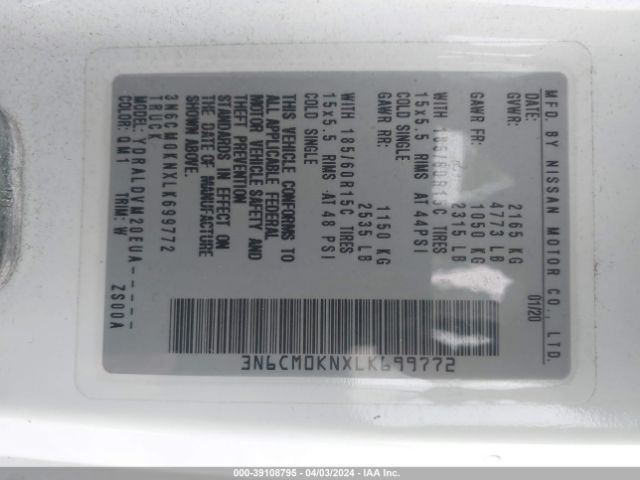 MFD. BY NISSAN MOTOR CO., LTD.
DATE: 01/20
GVWR: 2165 KG
4773 LB
GAWR FR: 1050 KG
2315 LB
WITH 185/60R15C TIRES
15x5.5 RIMS AT 44PSI
COLD SINGLE
GAWR RR: 1150 KG
2535 LB
WITH 185/60R15C TIRES
15x5.5 RIMS AT 48 PSI
COLD SINGLE
THIS VEHICLE CONFORMS TO
ALL APPLICABLE FEDERAL
MOTOR VEHICLE SAFETY AND
THEFT PREVENTION
STANDARDS IN EFFECT ON
THE DATE OF MANUFACTURE
SHOWN ABOVE.
3N6CM0KNXLK699772
TRUCK
MODEL: YURALDVM20EUA-----
COLOR: QM1 TRIM: W ZS00A
3N6CM0KNXLK699772
000-39108795 - 04/03/2024 - IAA Inc.